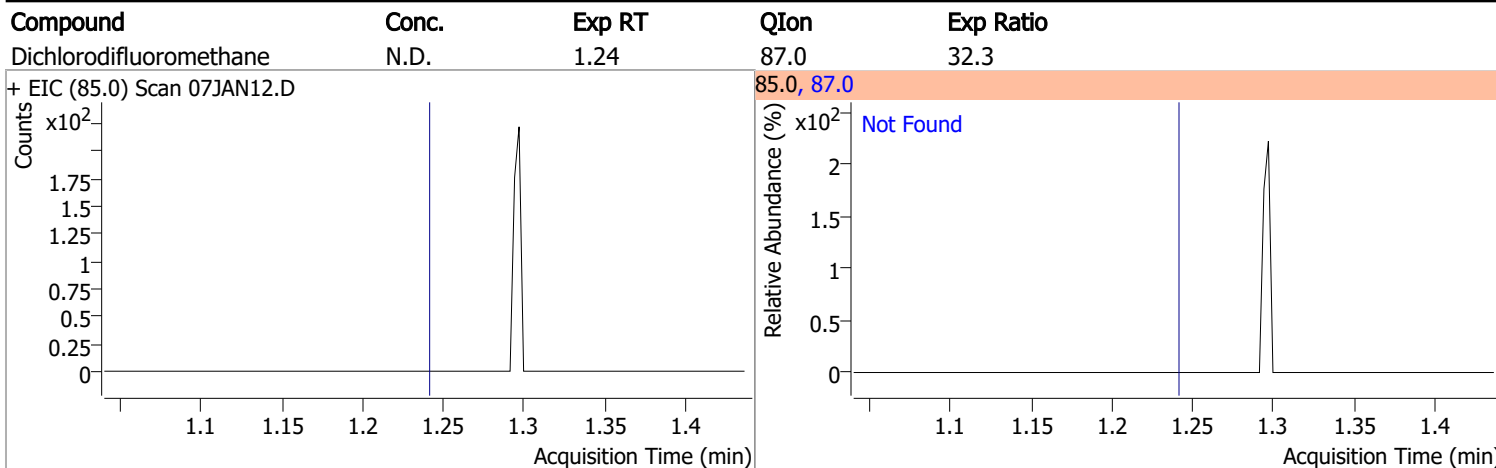 Compound Conc. Exp RT QIon Exp Ratio
Dichlorodifluoromethane N.D. 1.24 87.0 32.3
+ EIC (85.0) Scan 07JAN12.D
Counts
x10²
1.75
1.5
1.25
1
0.75
0.5
0.25
0
1.1 1.15 1.2 1.25 1.3 1.35 1.4
Acquisition Time (min)
85.0, 87.0
Relative Abundance (%)
x10²
Not Found
2
1.5
1
0.5
0
1.1 1.15 1.2 1.25 1.3 1.35 1.4
Acquisition Time (min)